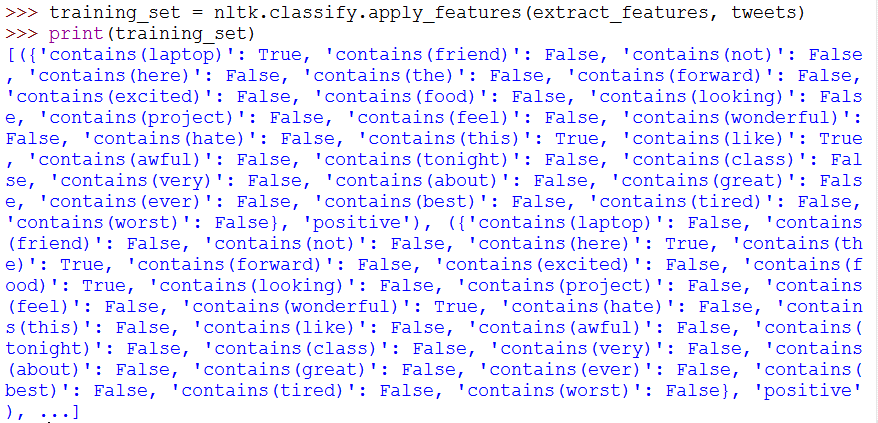 >>> training_set = nltk.classify.apply_features(extract_features, tweets)
>>> print(training_set)
[({'contains(laptop)': True, 'contains(friend)': False, 'contains(not)': False
, 'contains(here)': False, 'contains(the)': False, 'contains(forward)': False,
'contains(excited)': False, 'contains(food)': False, 'contains(looking)': Fals
e, 'contains(project)': False, 'contains(feel)': False, 'contains(wonderful)':
False, 'contains(hate)': False, 'contains(this)': True, 'contains(like)': True
, 'contains(awful)': False, 'contains(tonight)': False, 'contains(class)': Fal
se, 'contains(very)': False, 'contains(about)': False, 'contains(great)': Fals
e, 'contains(ever)': False, 'contains(best)': False, 'contains(tired)': False,
'contains(worst)': False}, 'positive'), ({'contains(laptop)': False, 'contains
(friend)': False, 'contains(not)': False, 'contains(here)': True, 'contains(th
e)': True, 'contains(forward)': False, 'contains(excited)': False, 'contains(f
ood)': True, 'contains(looking)': False, 'contains(project)': False, 'contains
(feel)': False, 'contains(wonderful)': True, 'contains(hate)': False, 'contain
s(this)': False, 'contains(like)': False, 'contains(awful)': False, 'contains(
tonight)': False, 'contains(class)': False, 'contains(very)': False, 'contains
(about)': False, 'contains(great)': False, 'contains(ever)': False, 'contains(
best)': False, 'contains(tired)': False, 'contains(worst)': False}, 'positive'
), ...]